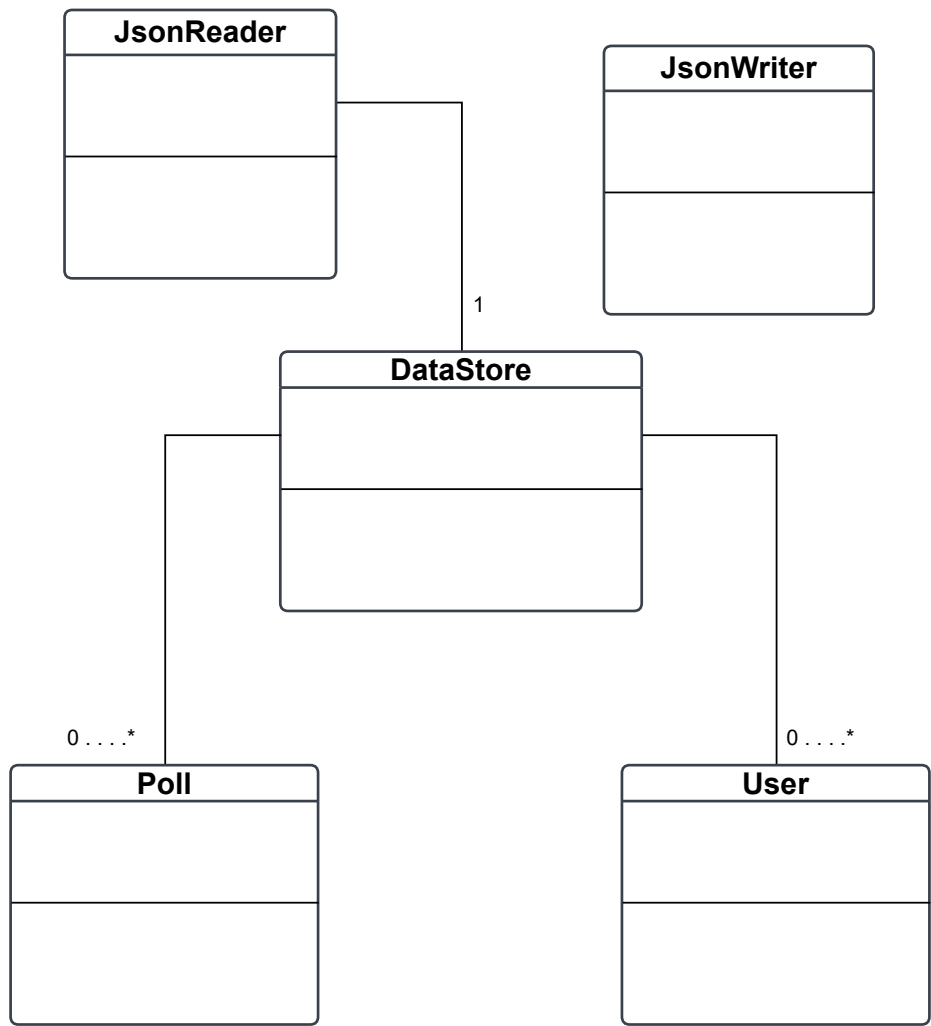 JsonReader
JsonWriter
1
DataStore
0 . . . .*
0 . . . .*
Poll
User